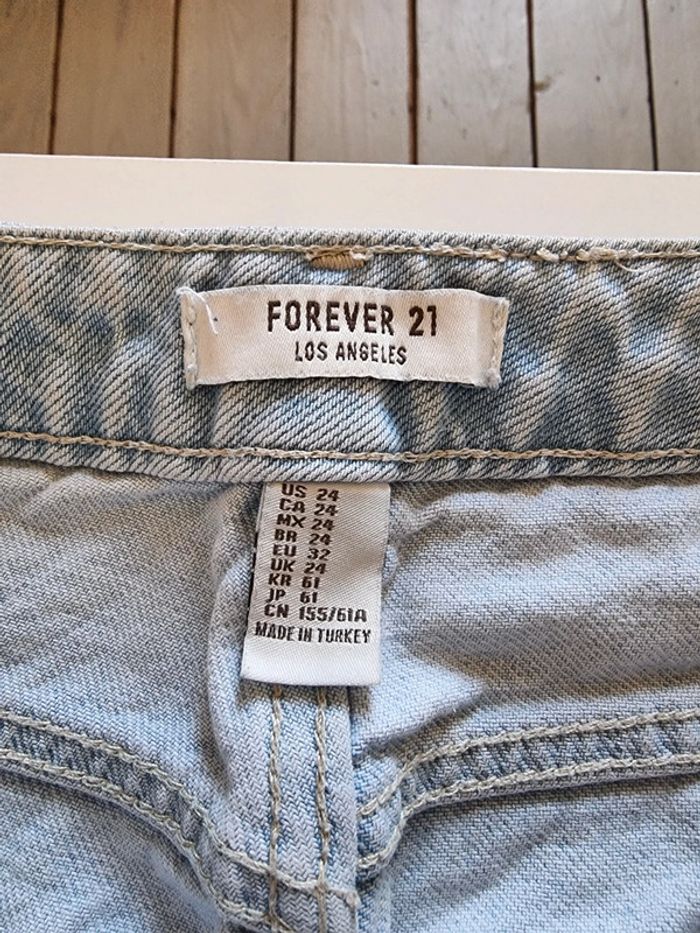 FOREVER 21
LOS ANGELES
US 24
CA 24
MX 24
BR 24
EU 32
UK 24
KR 61
JP 61
CN 155/61A
MADE IN TURKEY